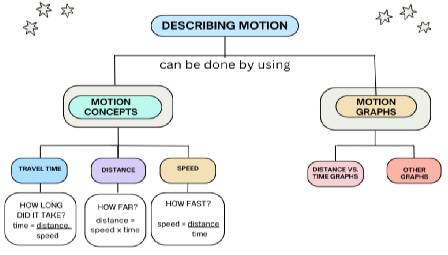 DESCRIBING MOTION
can be done by using
MOTION
CONCEPTS
MOTION
GRAPHS
TRAVEL TIME
DISTANCE
SPEED
DISTANCE VS.
TIME GRAPHS
OTHER
GRAPHS
HOW LONG
DID IT TAKE?
time = distance
speed
HOW FAR?
distance =
speed x time
HOW FAST?
speed = distance
time